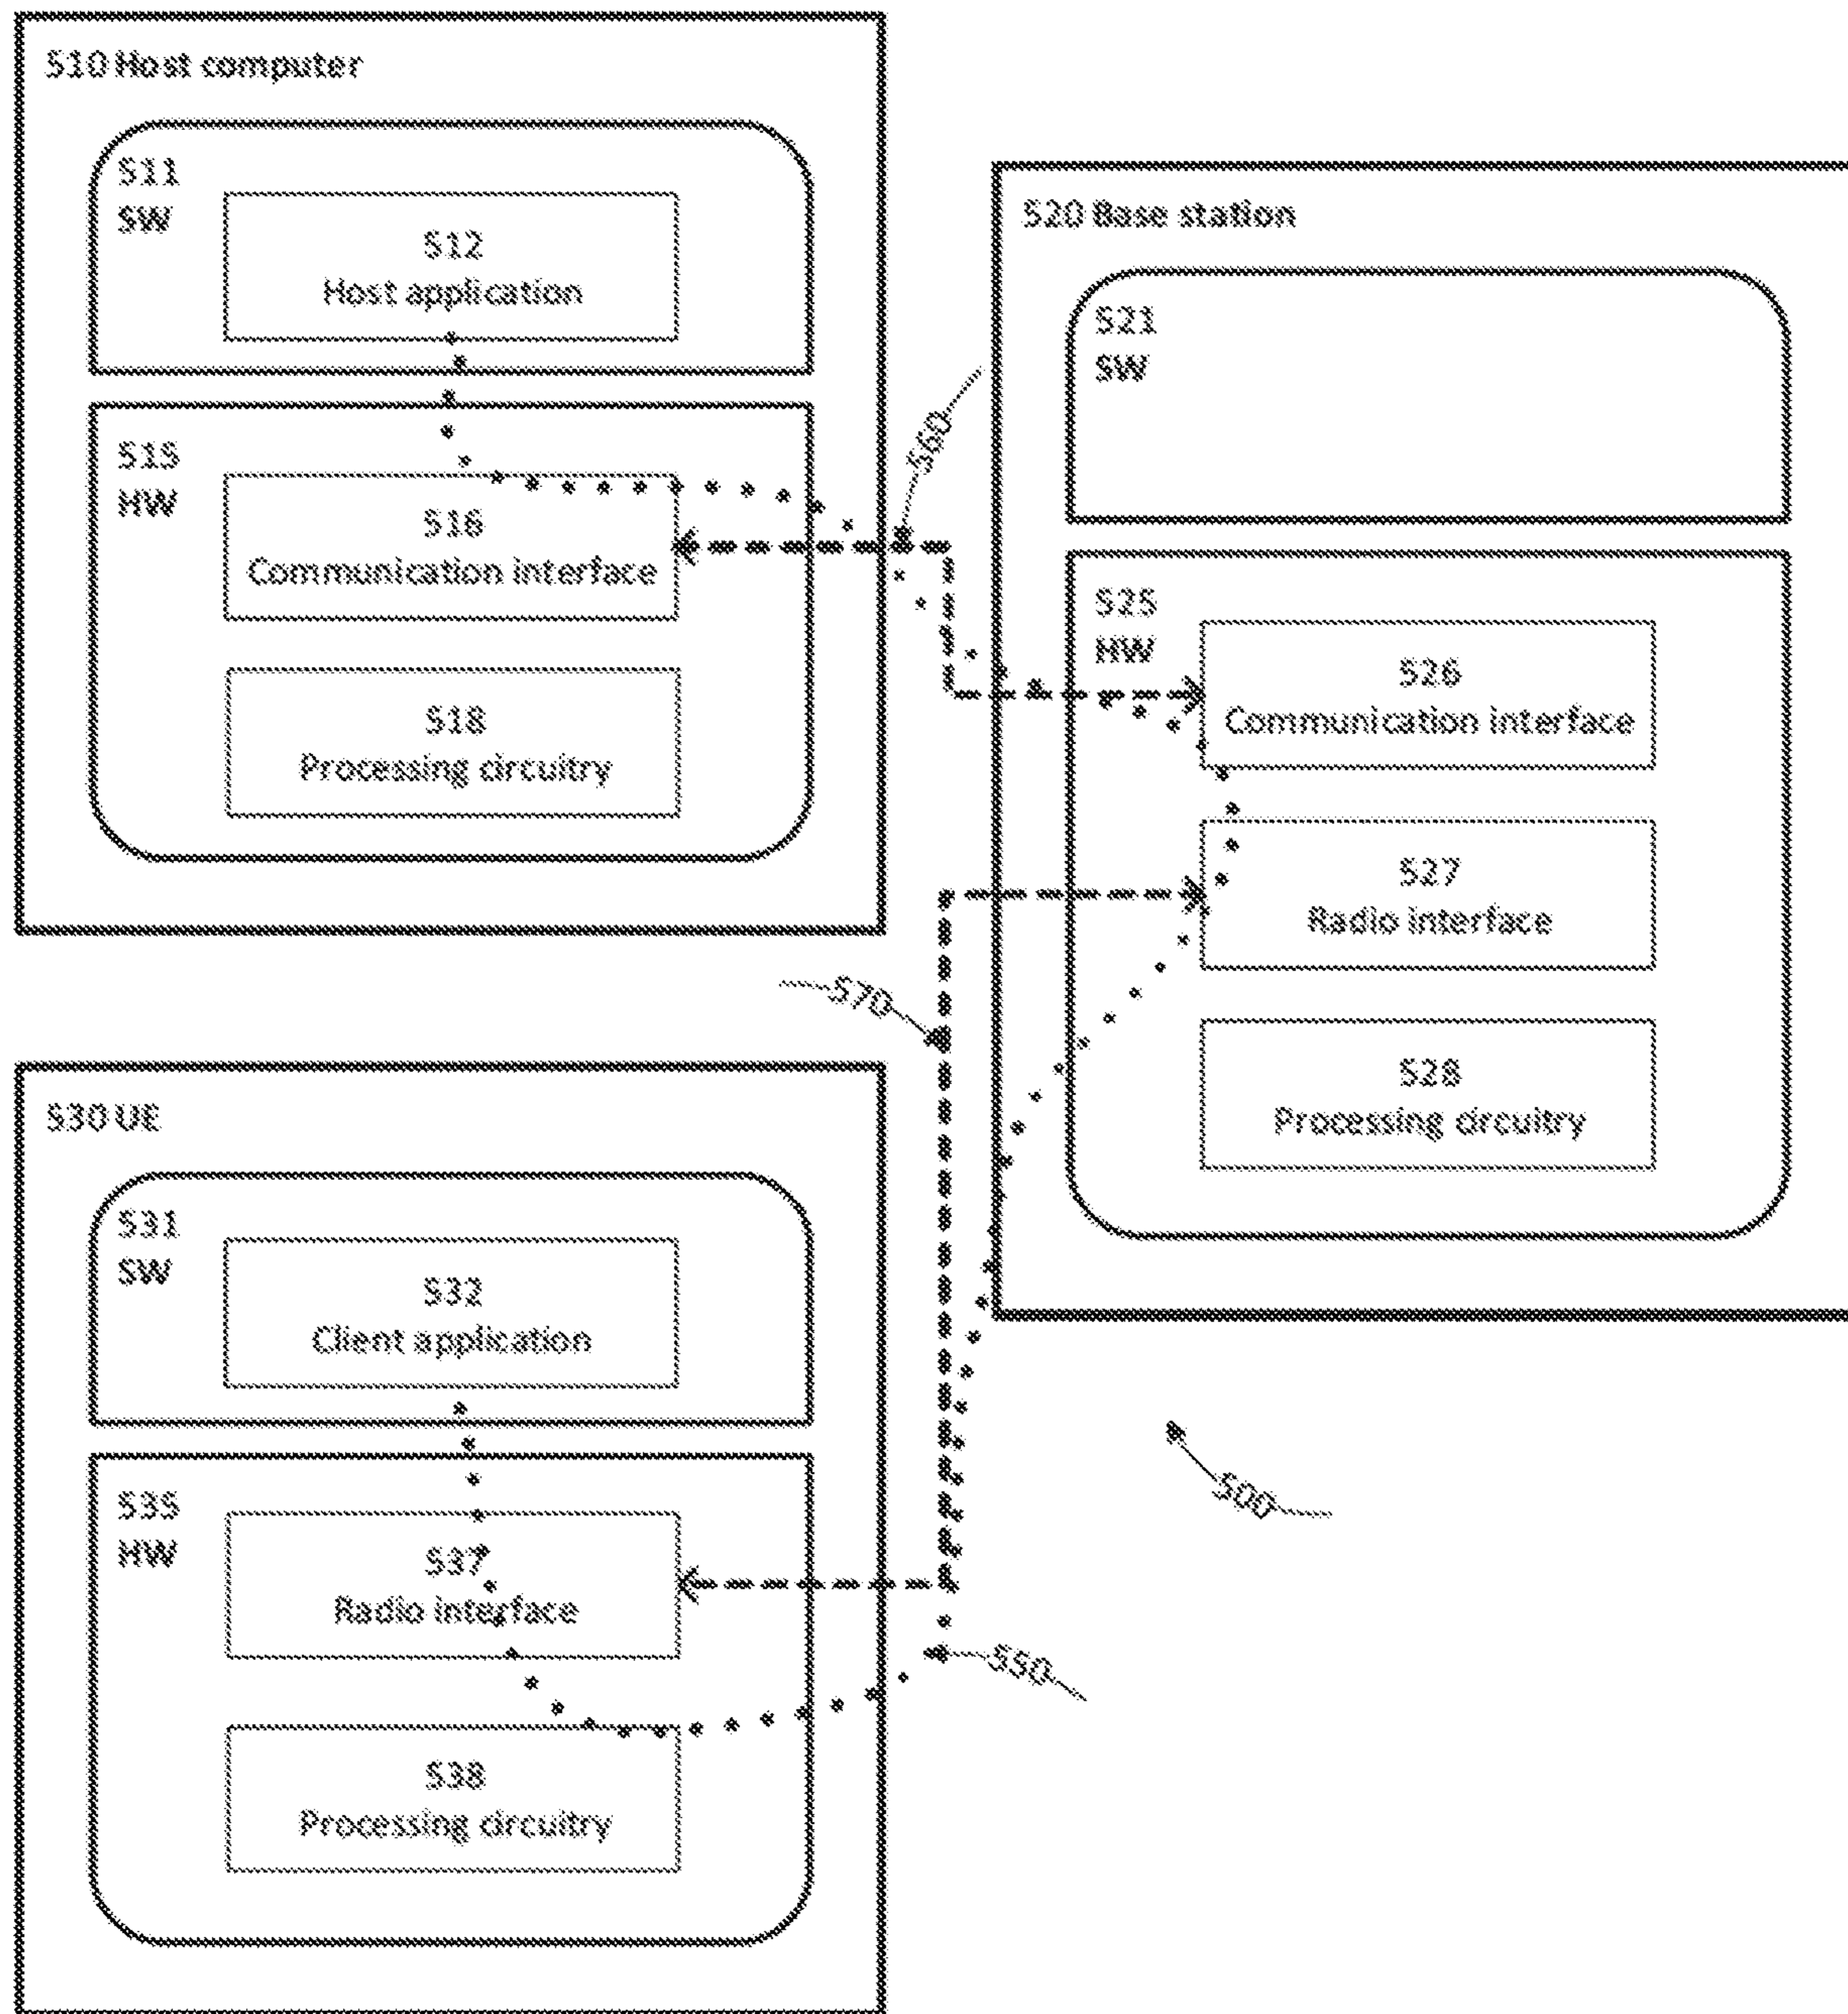 510 Host computer
511
SW
512
Host application
515
HW
516
Communication interface
518
Processing circuitry
560
520 Base station
521
SW
525
HW
526
Communication interface
527
Radio interface
528
Processing circuitry
570
530 UE
531
SW
532
Client application
535
HW
537
Radio interface
538
Processing circuitry
500
550